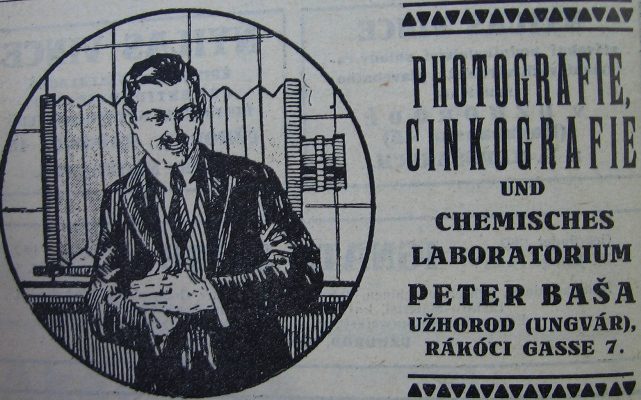 PHOTOGRAFIE,
CINKOGRAFIE
UND
CHEMISCHES
LABORATORIUM
PETER BAŠA
UŽHOROD (UNGVÁR),
RÁKÓCI GASSE 7.